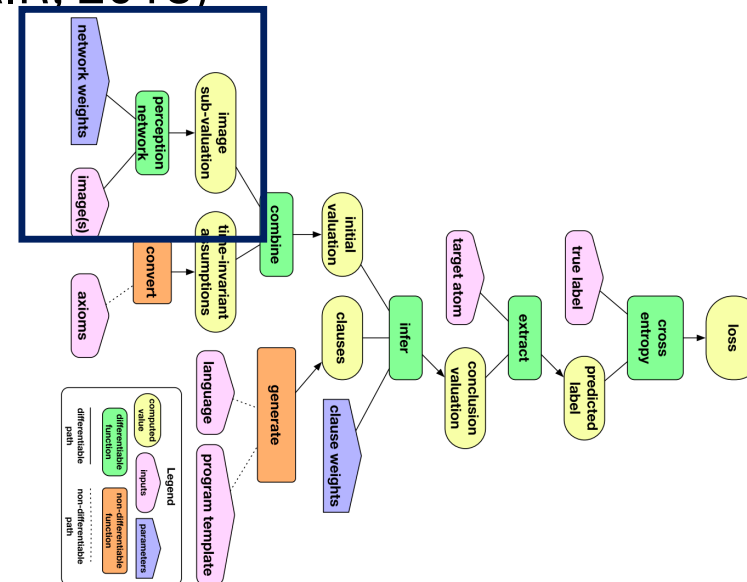 network weights
image(s)
perception
network
image
sub-valuation
axioms
convert
time-invariant
assumptions
combine
initial
valuation
language
program template
generate
clauses
clause weights
infer
conclusion
valuation
target atom
extract
predicted
label
true label
cross
entropy
loss
Legend
computed
value
inputs
parameters
differentiable
function
non-differentiable
function
differentiable
path
non-differentiable
path